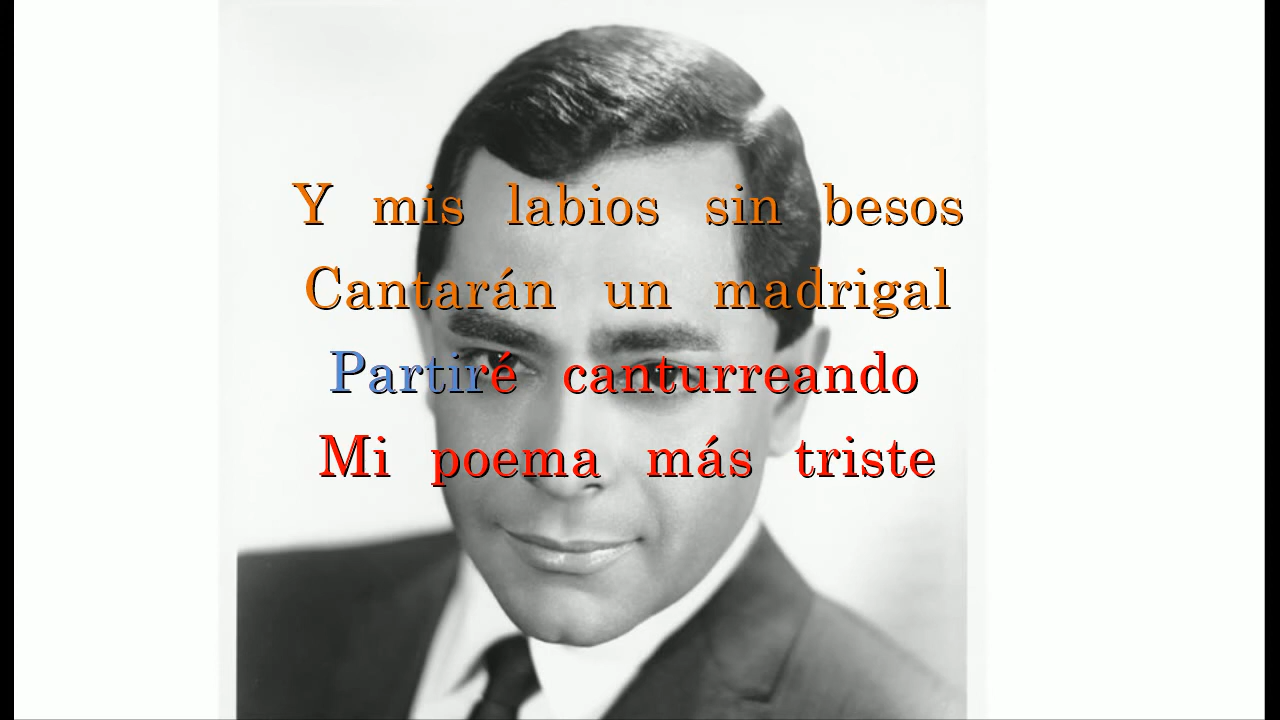 Y mis labios sin besos
Cantarán un madrigal
Partiré canturreando
Mi poema más triste